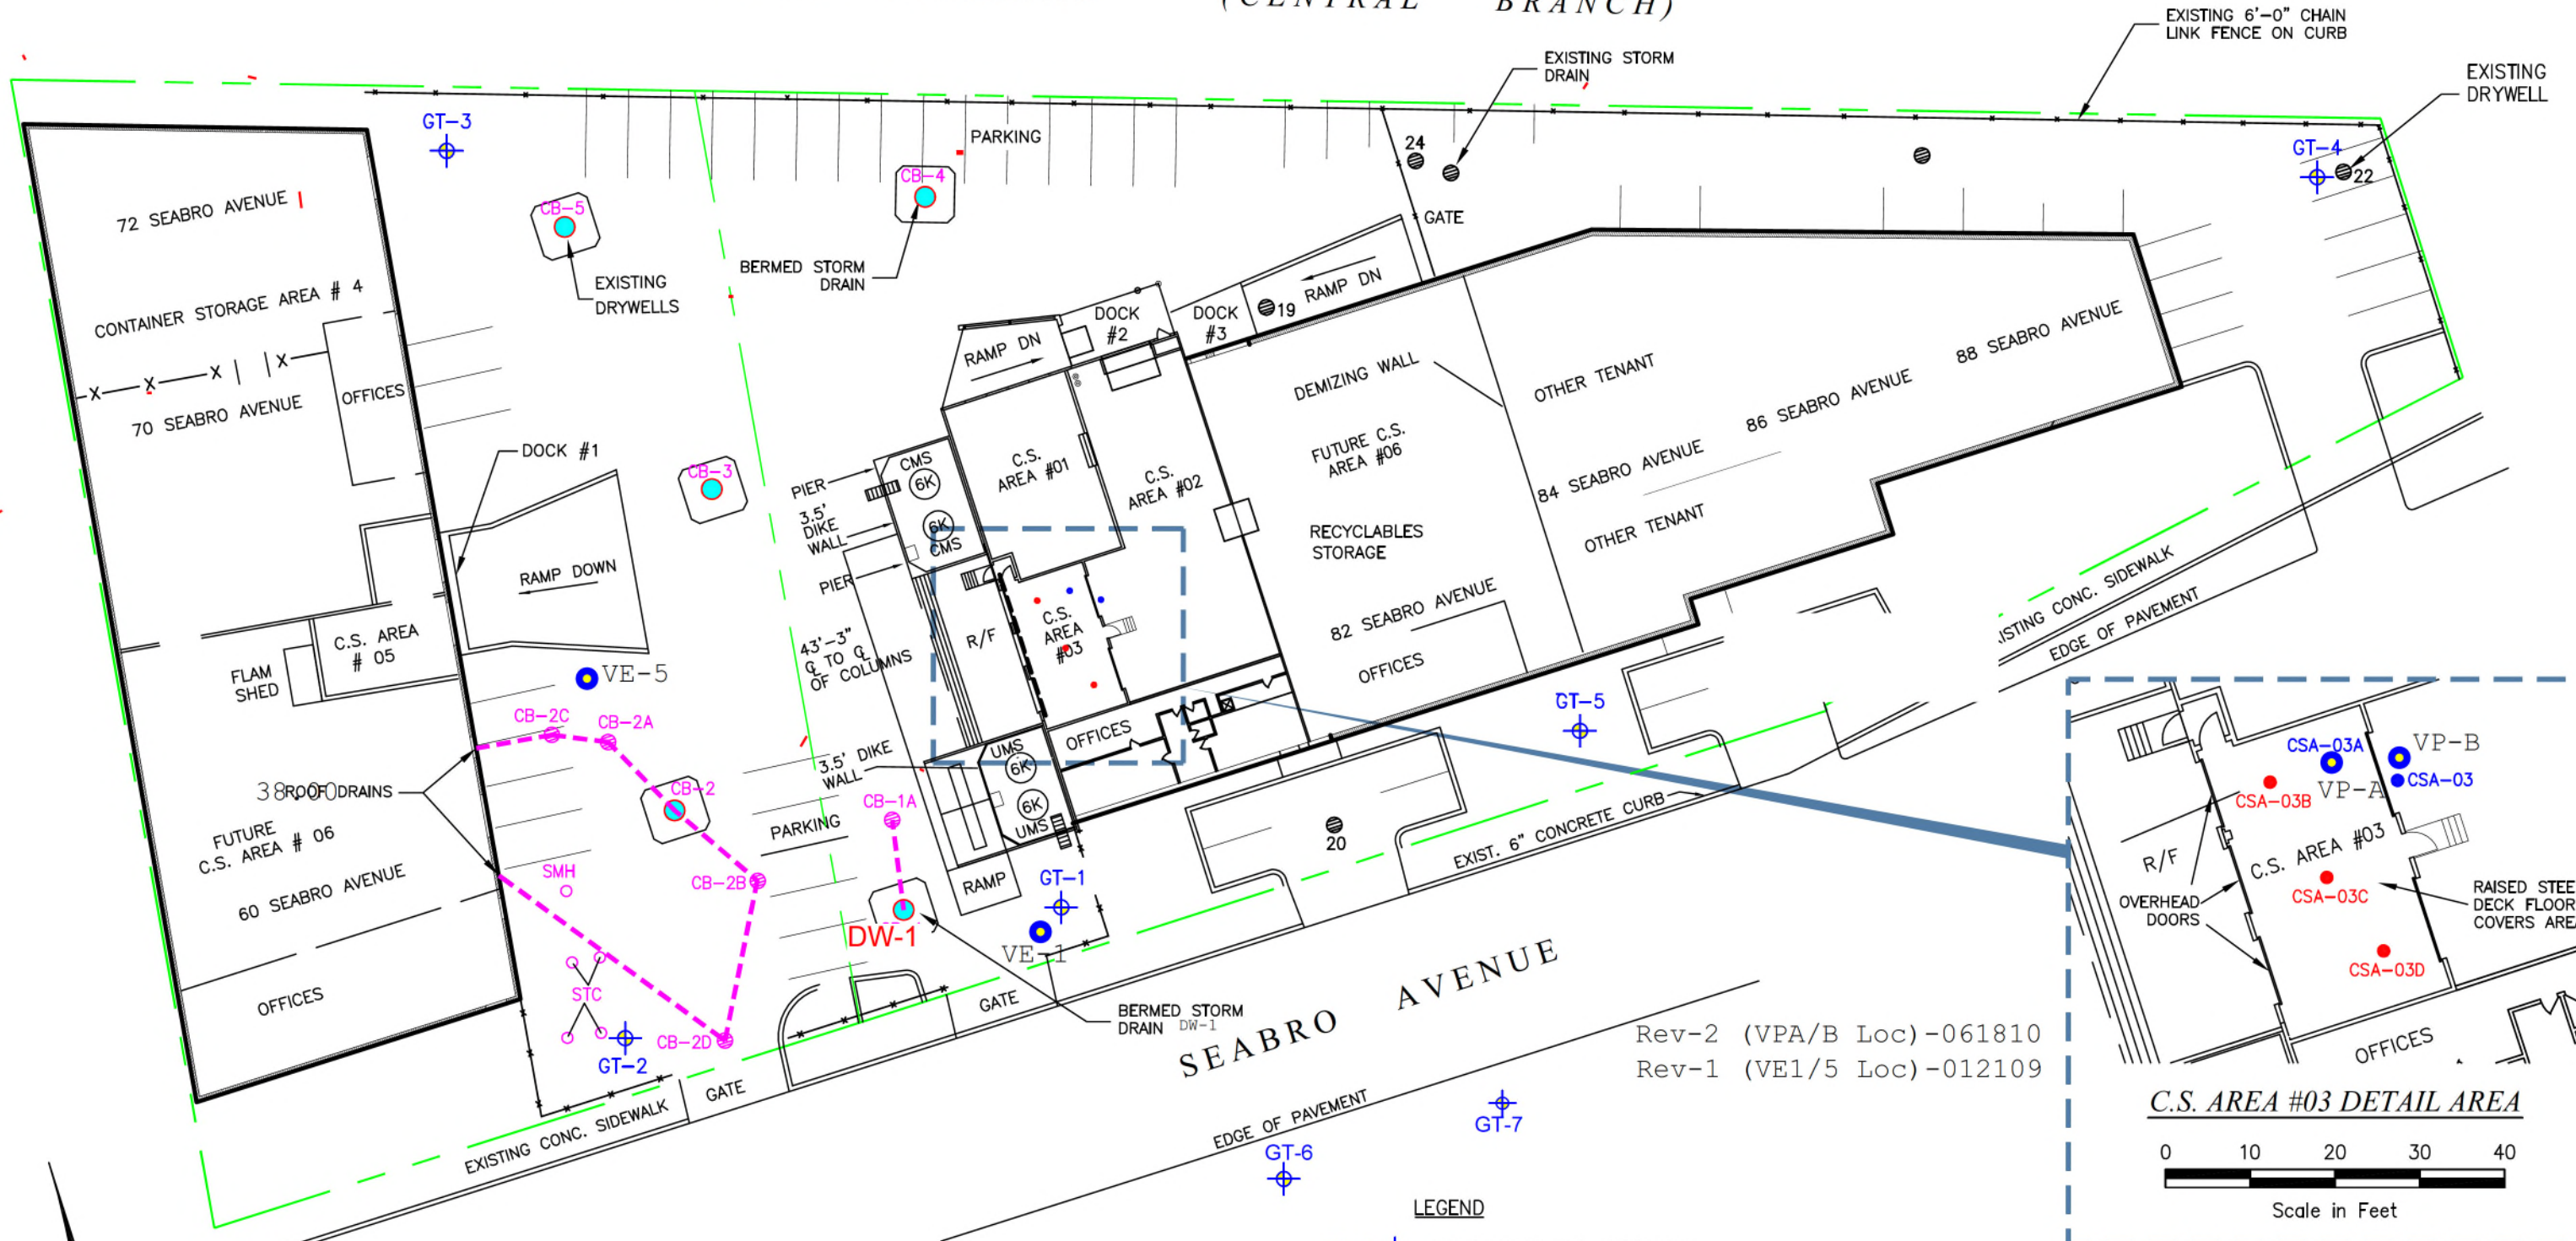 (CENTRAL BRANCH)
EXISTING 6'-0" CHAIN
LINK FENCE ON CURB
EXISTING STORM
DRAIN
EXISTING
DRYWELL
GT-3
PARKING
24
GT-4
22
CB-4
CB-5
72 SEABRO AVENUE
GATE
BERMED STORM
DRAIN
EXISTING
DRYWELLS
CONTAINER STORAGE AREA # 4
RAMP DN
19
DOCK
#2
DOCK
#3
RAMP DN
88 SEABRO AVENUE
OTHER TENANT
DEMIZING WALL
X
X
X
X
OFFICES
70 SEABRO AVENUE
86 SEABRO AVENUE
DOCK #1
FUTURE C.S.
AREA #06
84 SEABRO AVENUE
CB-3
CMS
6K
C.S.
AREA #01
C.S.
AREA #02
PIER
3.5'
DIKE
WALL
6K
CMS
RECYCLABLES
STORAGE
OTHER TENANT
PIER
RAMP DOWN
EXISTING CONC. SIDEWALK
EDGE OF PAVEMENT
82 SEABRO AVENUE
C.S.
AREA
#03
R/F
43'-3"
℄ TO ℄
OF COLUMNS
C.S. AREA
# 05
FLAM
SHED
OFFICES
VE-5
GT-5
CB-2C
CB-2A
OFFICES
UMS
6K
3.5' DIKE
WALL
6K
UMS
38.00
ROOF DRAINS
CB-2
CB-1A
PARKING
FUTURE
C.S. AREA # 06
EXIST. 6" CONCRETE CURB
20
60 SEABRO AVENUE
SMH
CB-2B
RAMP
GT-1
DW-1
VE-1
OFFICES
STC
GATE
BERMED STORM
DRAIN DW-1
SEABRO AVENUE
GT-2
CB-2D
GATE
EXISTING CONC. SIDEWALK
EDGE OF PAVEMENT
GT-7
GT-6
Rev-2 (VPA/B Loc)-061810
Rev-1 (VE1/5 Loc)-012109
LEGEND
CSA-03A
VP-B
CSA-03
CSA-03B
VP-A
C.S. AREA #03
R/F
CSA-03C
OVERHEAD
DOORS
RAISED STEE
DECK FLOOR
COVERS ARE
CSA-03D
OFFICES
C.S. AREA #03 DETAIL AREA
0 10 20 30 40
Scale in Feet